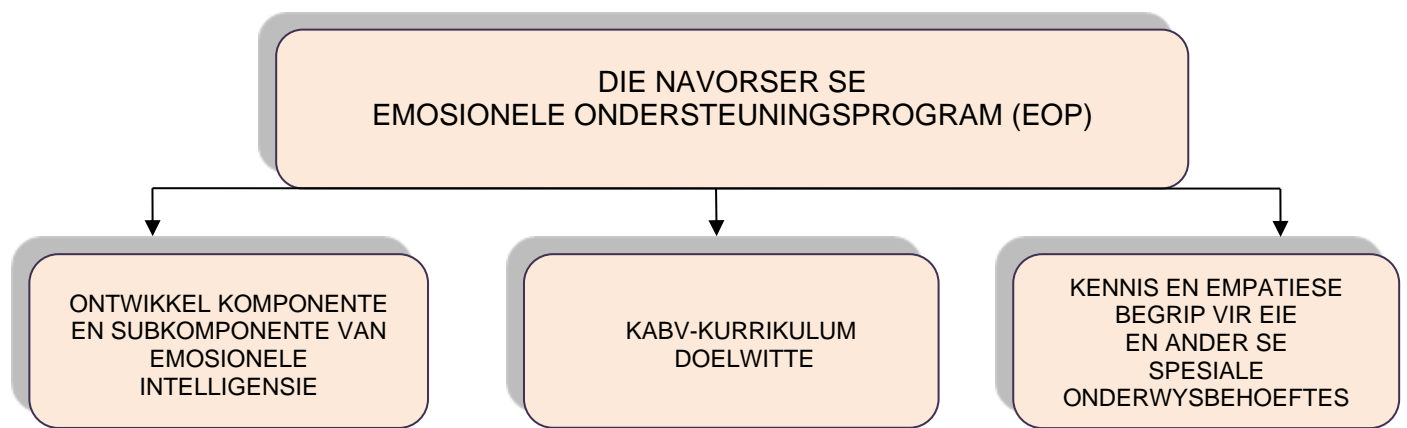 DIE NAVORSER SE
EMOSIONELE ONDERSTEUNINGSPROGRAM (EOP)
ONTWIKKEL KOMPONENTE
EN SUBKOMPONENTE VAN
EMOSIONELE
INTELLIGENSIE
KABV-KURRIKULUM
DOELWITTE
KENNIS EN EMPATIESE
BEGRIP VIR EIE
EN ANDER SE
SPESIALE
ONDERWYSBEHOEFTES